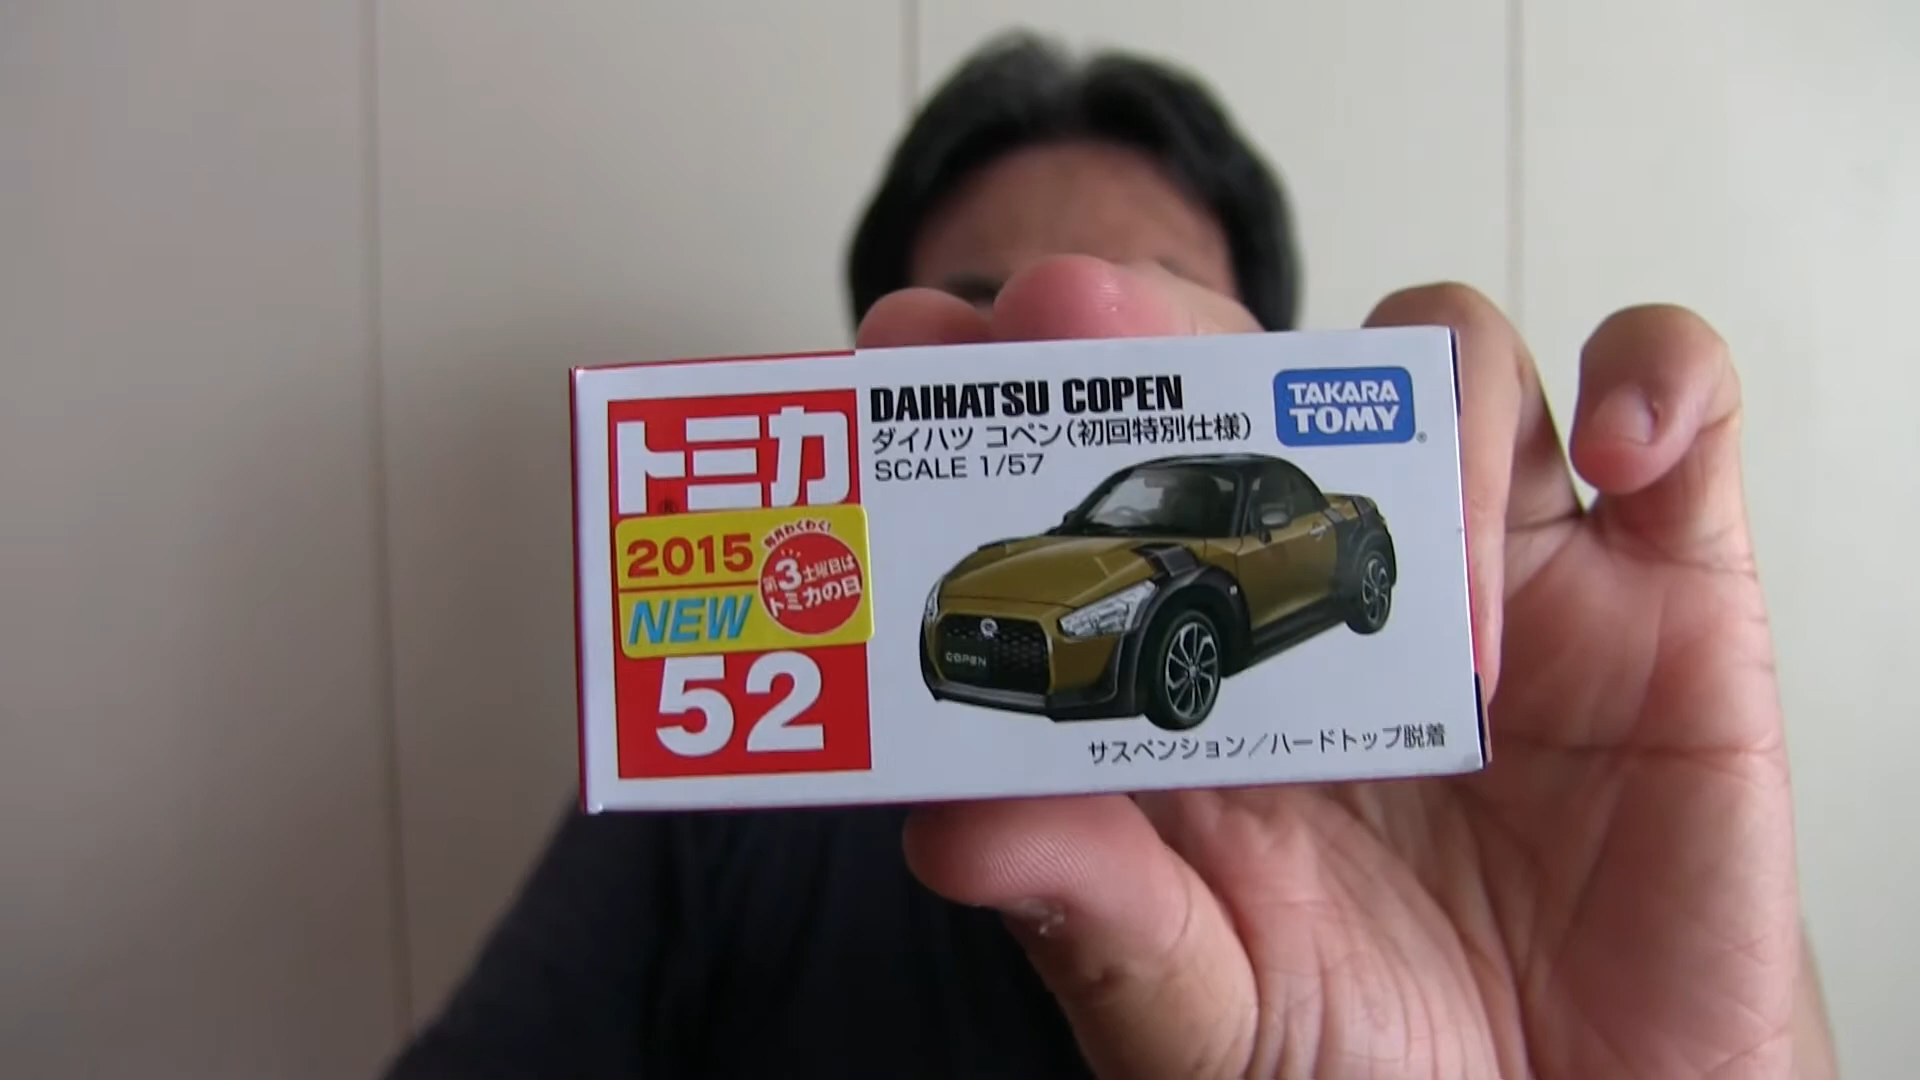 DAIHATSU COPEN
ダイハツ コペン(初回特別仕様)
SCALE 1/57
TAKARA
TOMY
®
トミカ
®
2015
NEW
毎月わくわく!
第3土曜日は
トミカの日
52
COPEN
サスペンション/ハードトップ脱着